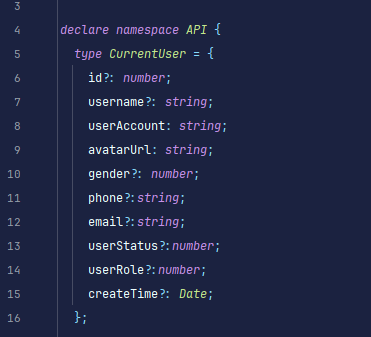 3
4 declare namespace API {
5 type CurrentUser = {
6 id?: number;
7 username?: string;
8 userAccount: string;
9 avatarUrl: string;
10 gender?: number;
11 phone?:string;
12 email?:string;
13 userStatus?:number;
14 userRole?:number;
15 createTime?: Date;
16 };